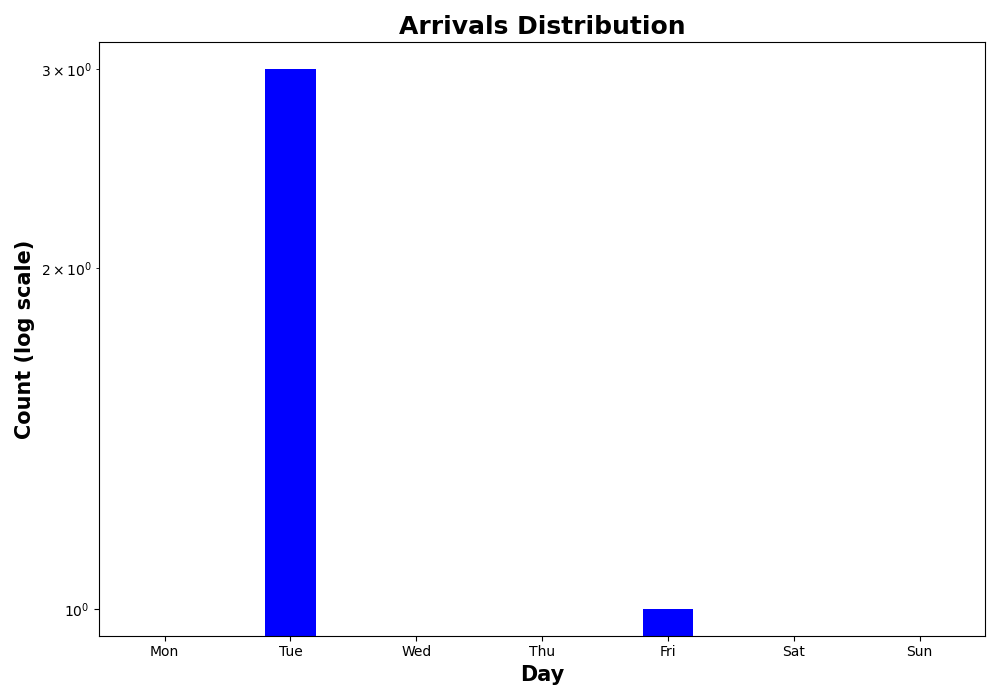 Arrivals Distribution
3 × 10⁰
2 × 10⁰
10⁰
Count (log scale)
Mon Tue Wed Thu Fri Sat Sun
Day